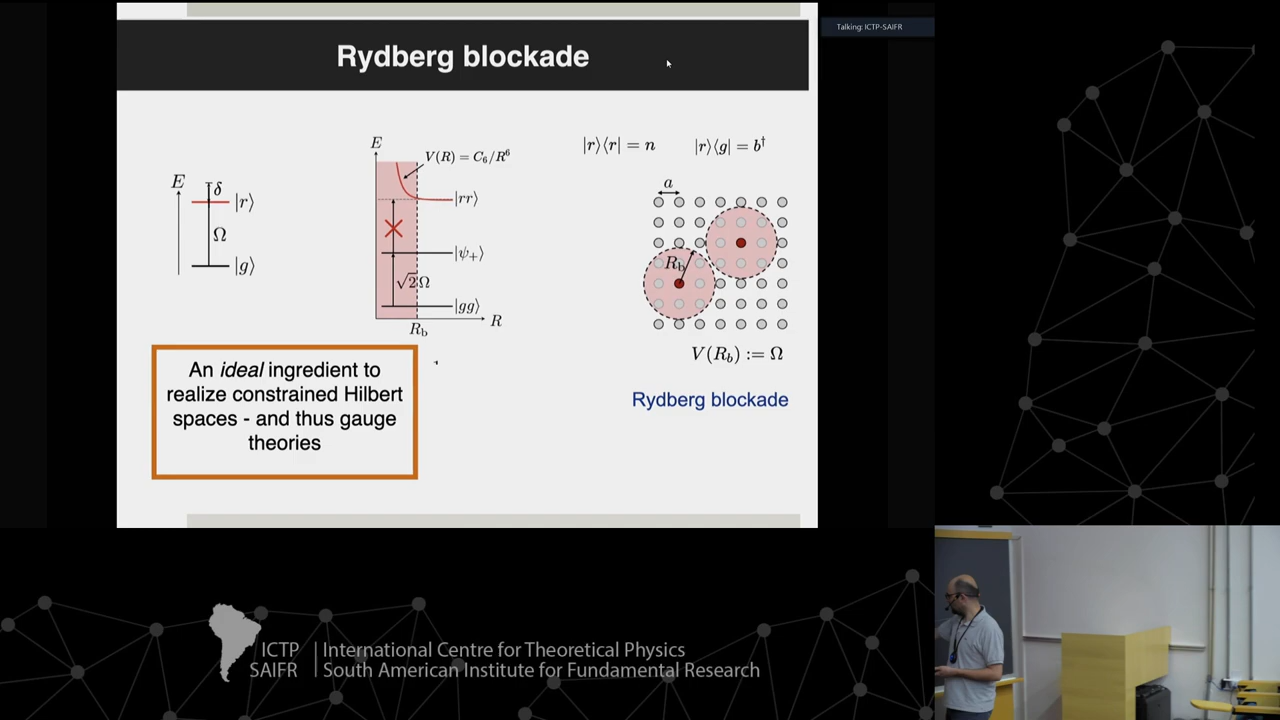 Rydberg blockade
Talking: ICTP-SAIFR
E
δ
|r⟩
Ω
|g⟩
E
V(R) = C₆/R⁶
|rr⟩
|ψ₊⟩
√2Ω
|gg⟩
R_b
R
|r⟩⟨r| = n
|r⟩⟨g| = b†
a
R_b
V(R_b) := Ω
Rydberg blockade
An ideal ingredient to
realize constrained Hilbert
spaces - and thus gauge
theories
ICTP
SAIFR
International Centre for Theoretical Physics
South American Institute for Fundamental Research